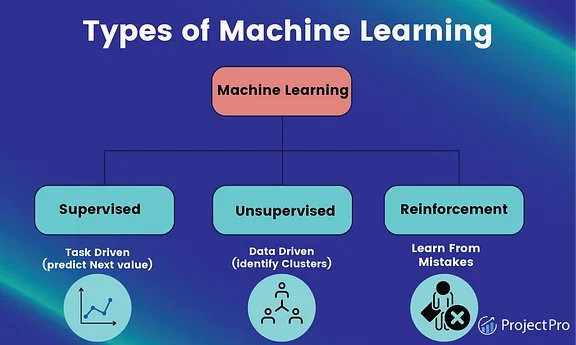 Types of Machine Learning
Machine Learning
Supervised
Unsupervised
Reinforcement
Task Driven
(predict Next value)
Data Driven
(Identify Clusters)
Learn From
Mistakes
ProjectPro